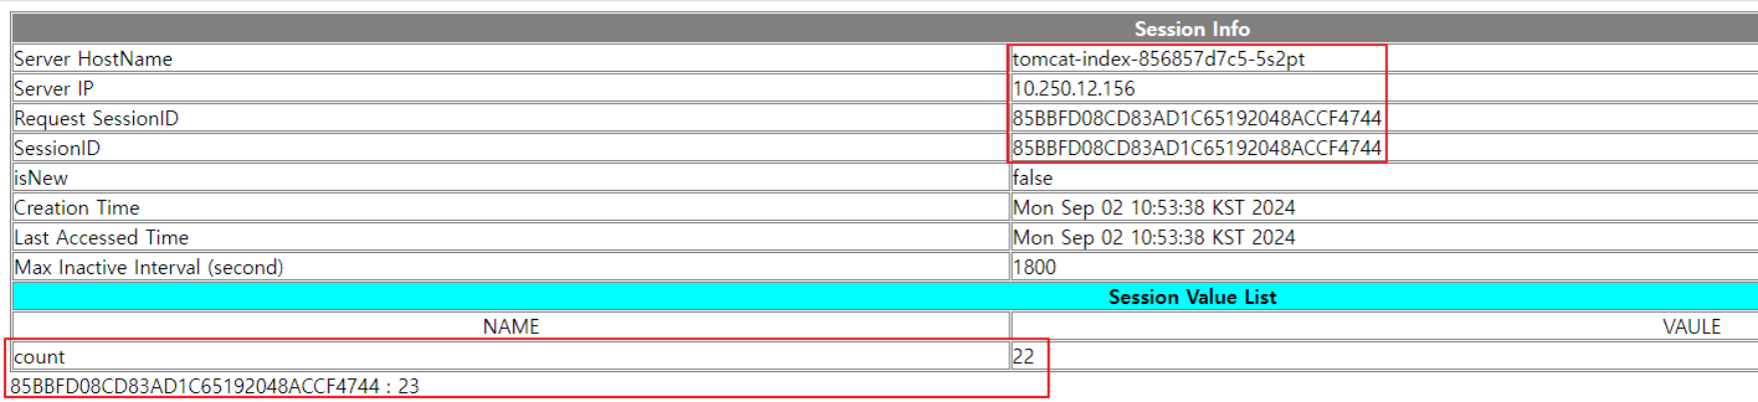 Session Info
Server HostName tomcat-index-856857d7c5-5s2pt
Server IP 10.250.12.156
Request SessionID 85BBFD08CD83AD1C65192048ACCF4744
SessionID 85BBFD08CD83AD1C65192048ACCF4744
isNew false
Creation Time Mon Sep 02 10:53:38 KST 2024
Last Accessed Time Mon Sep 02 10:53:38 KST 2024
Max Inactive Interval (second) 1800
Session Value List
NAME VAULE
count 22
85BBFD08CD83AD1C65192048ACCF4744 : 23